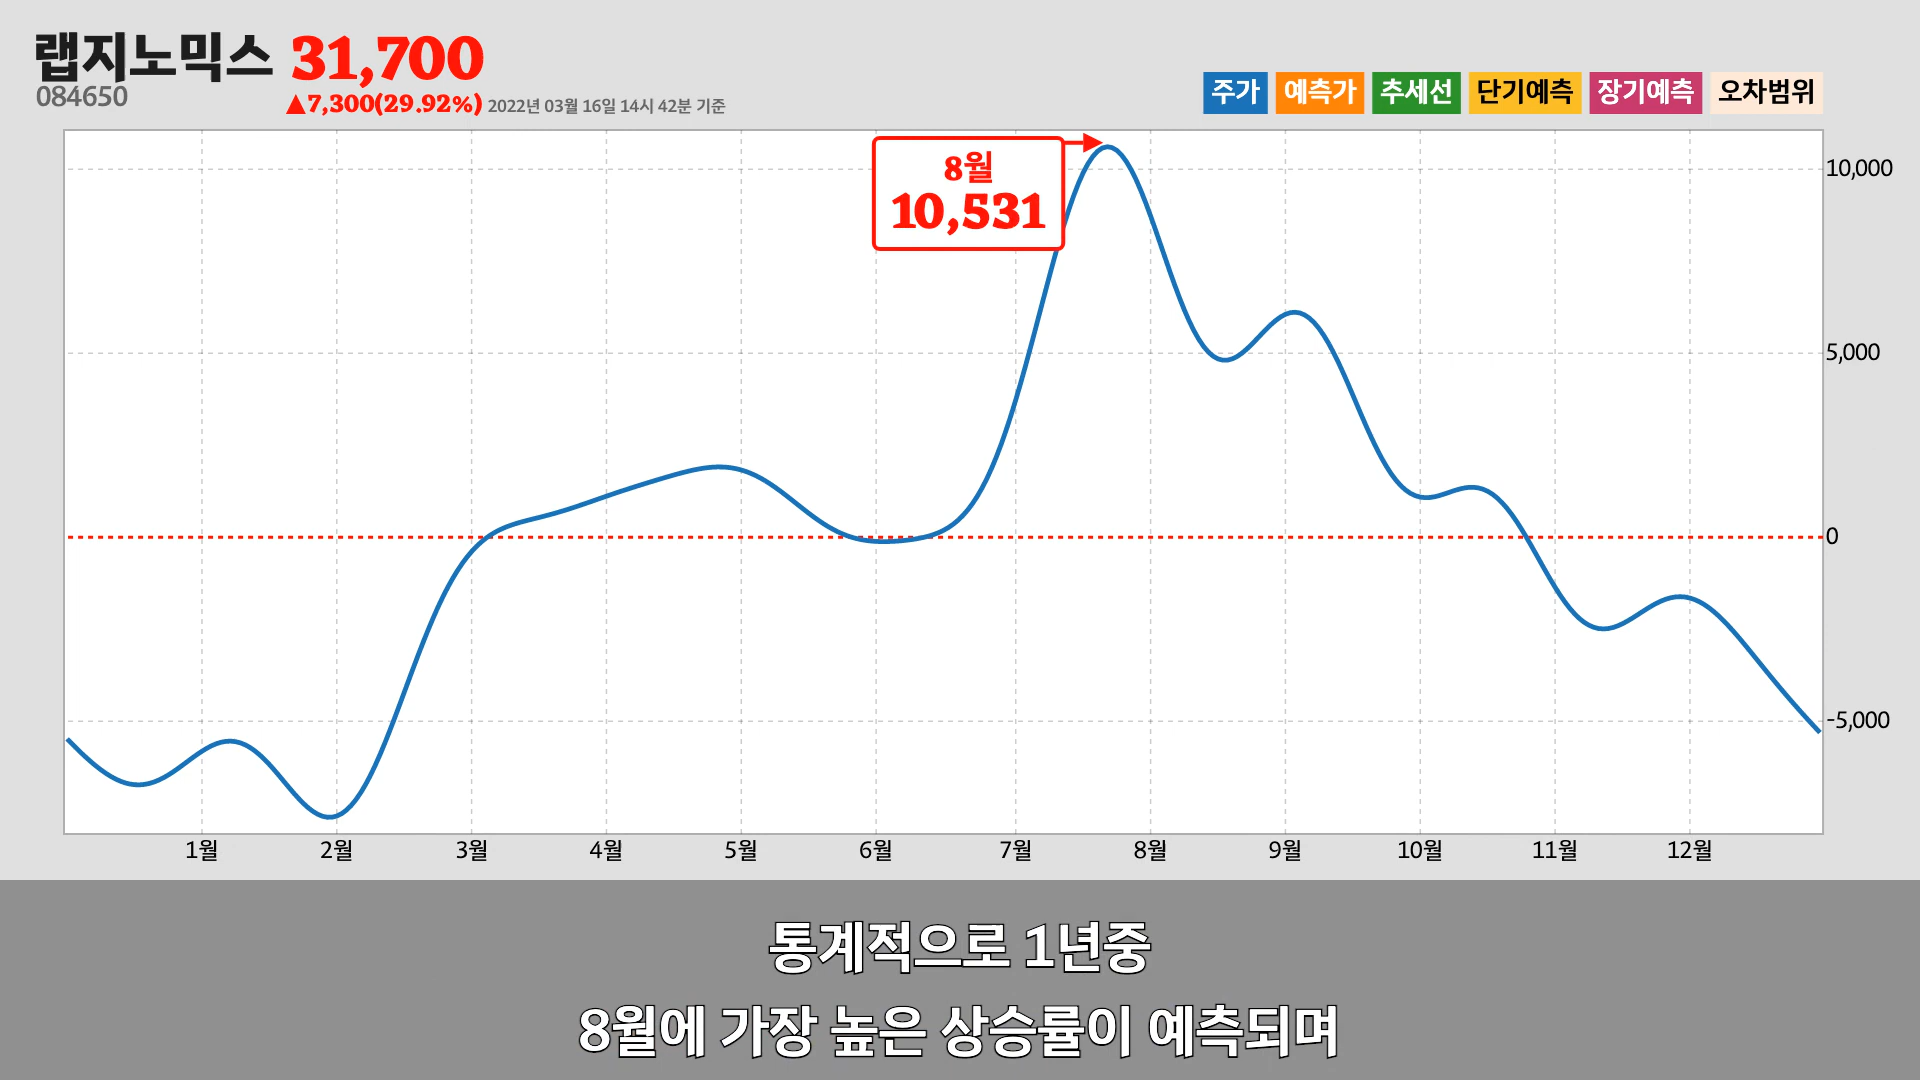 랩지노믹스 31,700
084650
▲7,300(29.92%) 2022년 03월 16일 14시 42분 기준
주가 예측가 추세선 단기예측 장기예측 오차범위
8월
10,531
10,000
5,000
0
-5,000
1월 2월 3월 4월 5월 6월 7월 8월 9월 10월 11월 12월
통계적으로 1년중
8월에 가장 높은 상승률이 예측되며